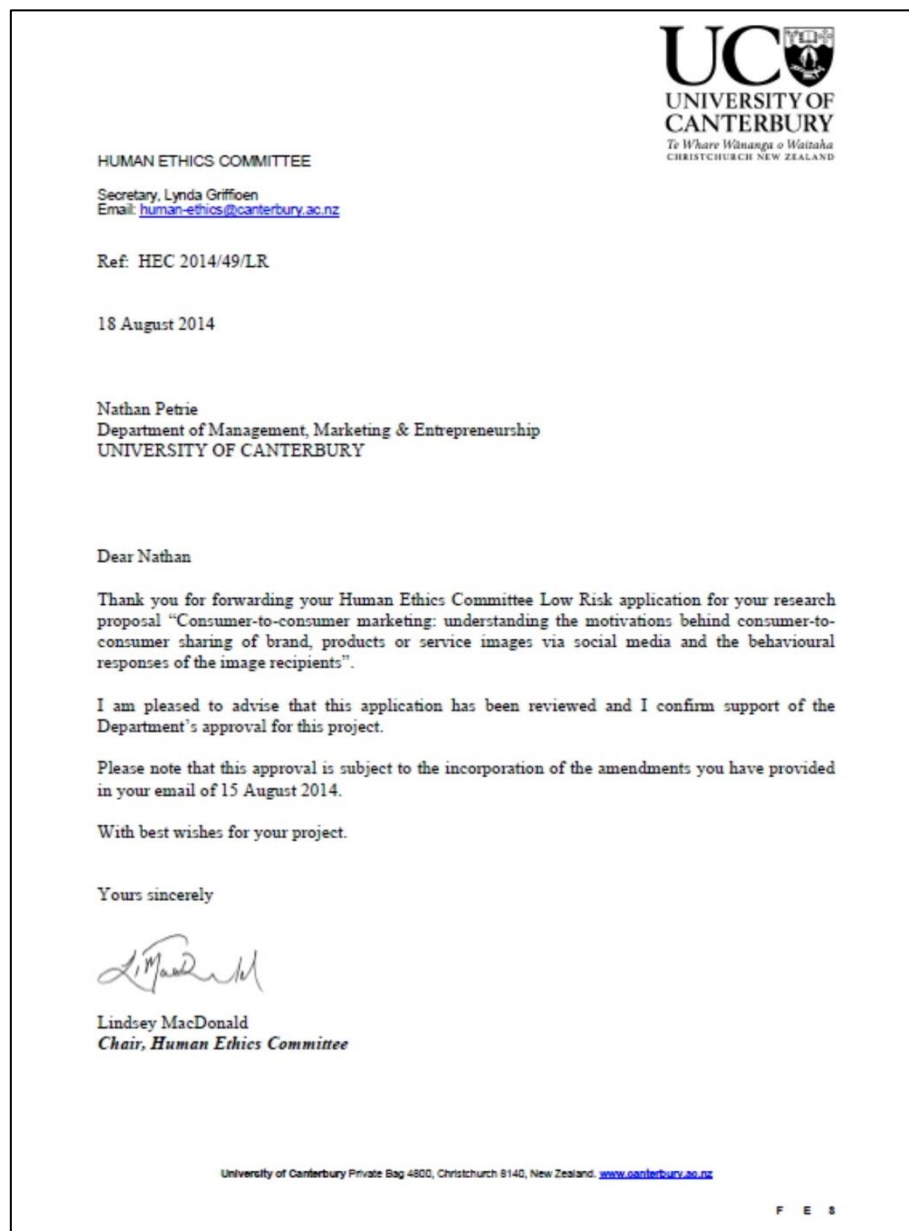 UC
UNIVERSITY OF
CANTERBURY
Te Whare Wānanga o Waitaha
CHRISTCHURCH NEW ZEALAND
HUMAN ETHICS COMMITTEE
Secretary, Lynda Griffioen
Email: human-ethics@canterbury.ac.nz
Ref: HEC 2014/49/LR
18 August 2014
Nathan Petrie
Department of Management, Marketing & Entrepreneurship
UNIVERSITY OF CANTERBURY
Dear Nathan
Thank you for forwarding your Human Ethics Committee Low Risk application for your research
proposal “Consumer-to-consumer marketing: understanding the motivations behind consumer-to-
consumer sharing of brand, products or service images via social media and the behavioural
responses of the image recipients”.
I am pleased to advise that this application has been reviewed and I confirm support of the
Department’s approval for this project.
Please note that this approval is subject to the incorporation of the amendments you have provided
in your email of 15 August 2014.
With best wishes for your project.
Yours sincerely
Lindsey MacDonald
Chair, Human Ethics Committee
University of Canterbury Private Bag 4800, Christchurch 8140, New Zealand. www.canterbury.ac.nz
F E S